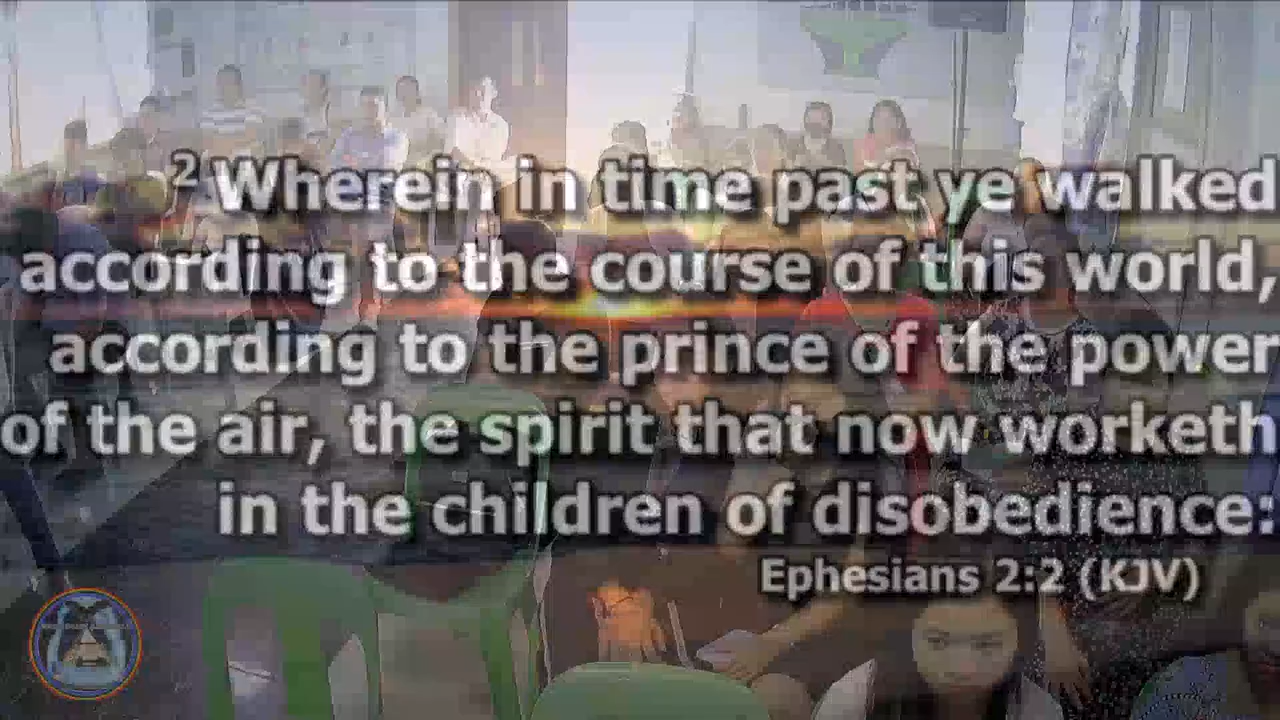 2 Wherein in time past ye walked
according to the course of this world,
according to the prince of the power
of the air, the spirit that now worketh
in the children of disobedience:
Ephesians 2:2 (KJV)